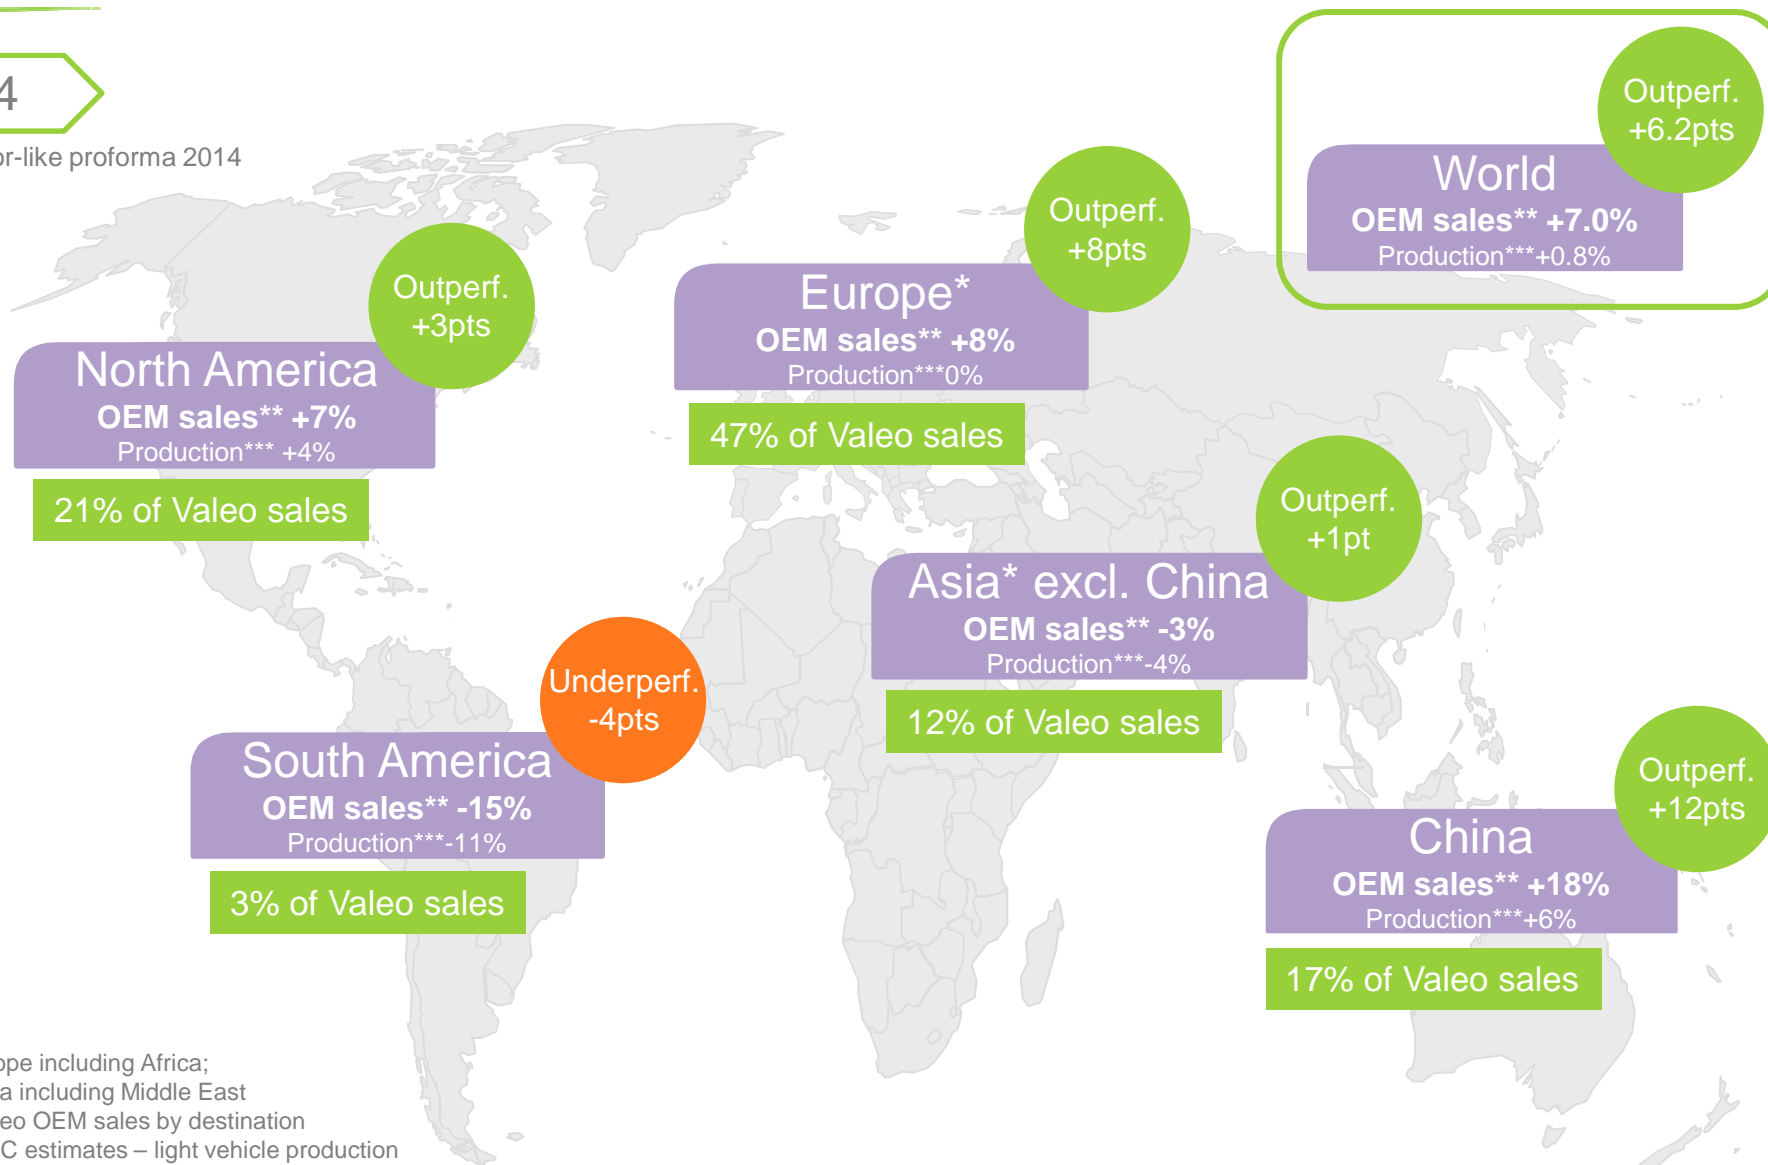 4
or-like proforma 2014
Outperf.
+6.2pts
World
OEM sales** +7.0%
Production***+0.8%
Outperf.
+8pts
Europe*
OEM sales** +8%
Production***0%
47% of Valeo sales
Outperf.
+3pts
North America
OEM sales** +7%
Production*** +4%
21% of Valeo sales
Outperf.
+1pt
Asia* excl. China
OEM sales** -3%
Production***-4%
12% of Valeo sales
Underperf.
-4pts
South America
OEM sales** -15%
Production***-11%
3% of Valeo sales
Outperf.
+12pts
China
OEM sales** +18%
Production***+6%
17% of Valeo sales
ope including Africa;
a including Middle East
eo OEM sales by destination
C estimates – light vehicle production